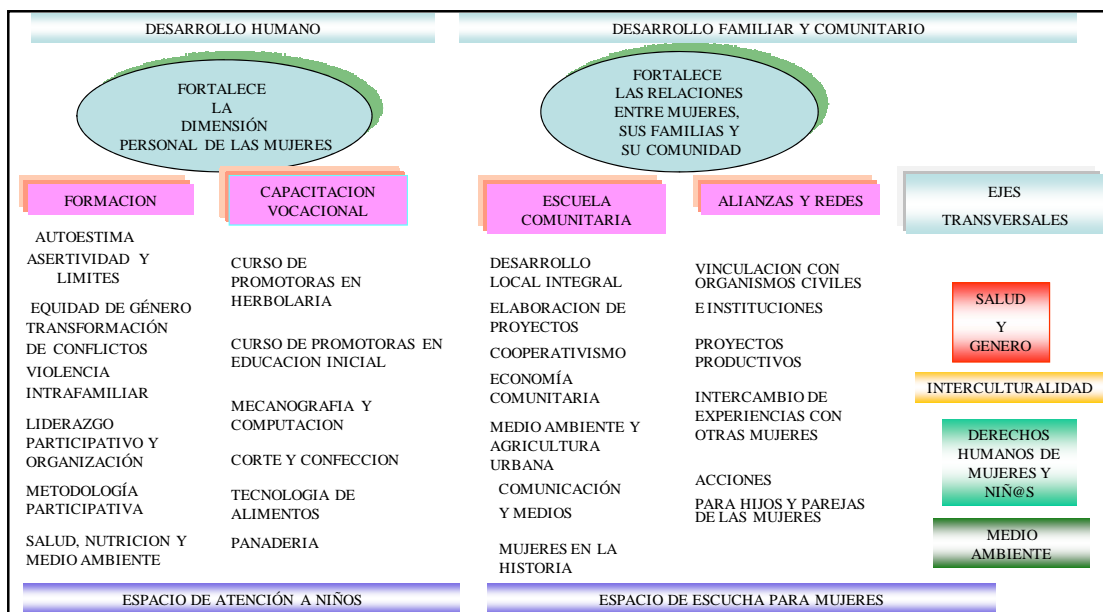 DESARROLLO HUMANO
DESARROLLO FAMILIAR Y COMUNITARIO
FORTALECE
LA
DIMENSIÓN
PERSONAL DE LAS MUJERES
FORTALECE
LAS RELACIONES
ENTRE MUJERES,
SUS FAMILIAS Y
SU COMUNIDAD
FORMACION
AUTOESTIMA
ASERTIVIDAD Y
LIMITES
EQUIDAD DE GÉNERO
TRANSFORMACIÓN
DE CONFLICTOS
VIOLENCIA
INTRAFAMILIAR
LIDERAZGO
PARTICIPATIVO Y
ORGANIZACIÓN
METODOLOGÍA
PARTICIPATIVA
SALUD, NUTRICION Y
MEDIO AMBIENTE
CAPACITACION
VOCACIONAL
CURSO DE
PROMOTORAS EN
HERBOLARIA
CURSO DE PROMOTORAS EN
EDUCACION INICIAL
MECANOGRAFIA Y
COMPUTACION
CORTE Y CONFECCION
TECNOLOGIA DE
ALIMENTOS
PANADERIA
ESCUELA
COMUNITARIA
DESARROLLO
LOCAL INTEGRAL
ELABORACION DE
PROYECTOS
COOPERATIVISMO
ECONOMÍA
COMUNITARIA
MEDIO AMBIENTE Y
AGRICULTURA
URBANA
COMUNICACIÓN
Y MEDIOS
MUJERES EN LA
HISTORIA
ALIANZAS Y REDES
VINCULACION CON
ORGANISMOS CIVILES
E INSTITUCIONES
PROYECTOS
PRODUCTIVOS
INTERCAMBIO DE
EXPERIENCIAS CON
OTRAS MUJERES
ACCIONES
PARA HIJOS Y PAREJAS
DE LAS MUJERES
EJES
TRANSVERSALES
SALUD
Y
GENERO
INTERCULTURALIDAD
DERECHOS
HUMANOS DE
MUJERES Y
NIÑ@S
MEDIO
AMBIENTE
ESPACIO DE ATENCIÓN A NIÑOS
ESPACIO DE ESCUCHA PARA MUJERES